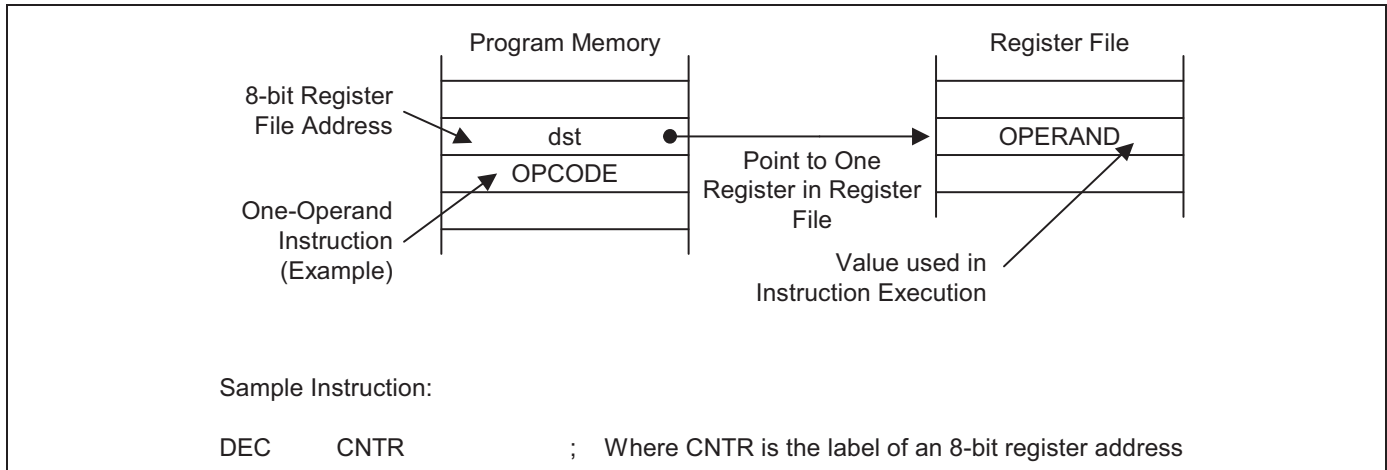 Program Memory
Register File
8-bit Register
File Address
dst
OPERAND
OPCODE
Point to One
Register in Register
File
One-Operand
Instruction
(Example)
Value used in
Instruction Execution
Sample Instruction:
DEC CNTR ; Where CNTR is the label of an 8-bit register address